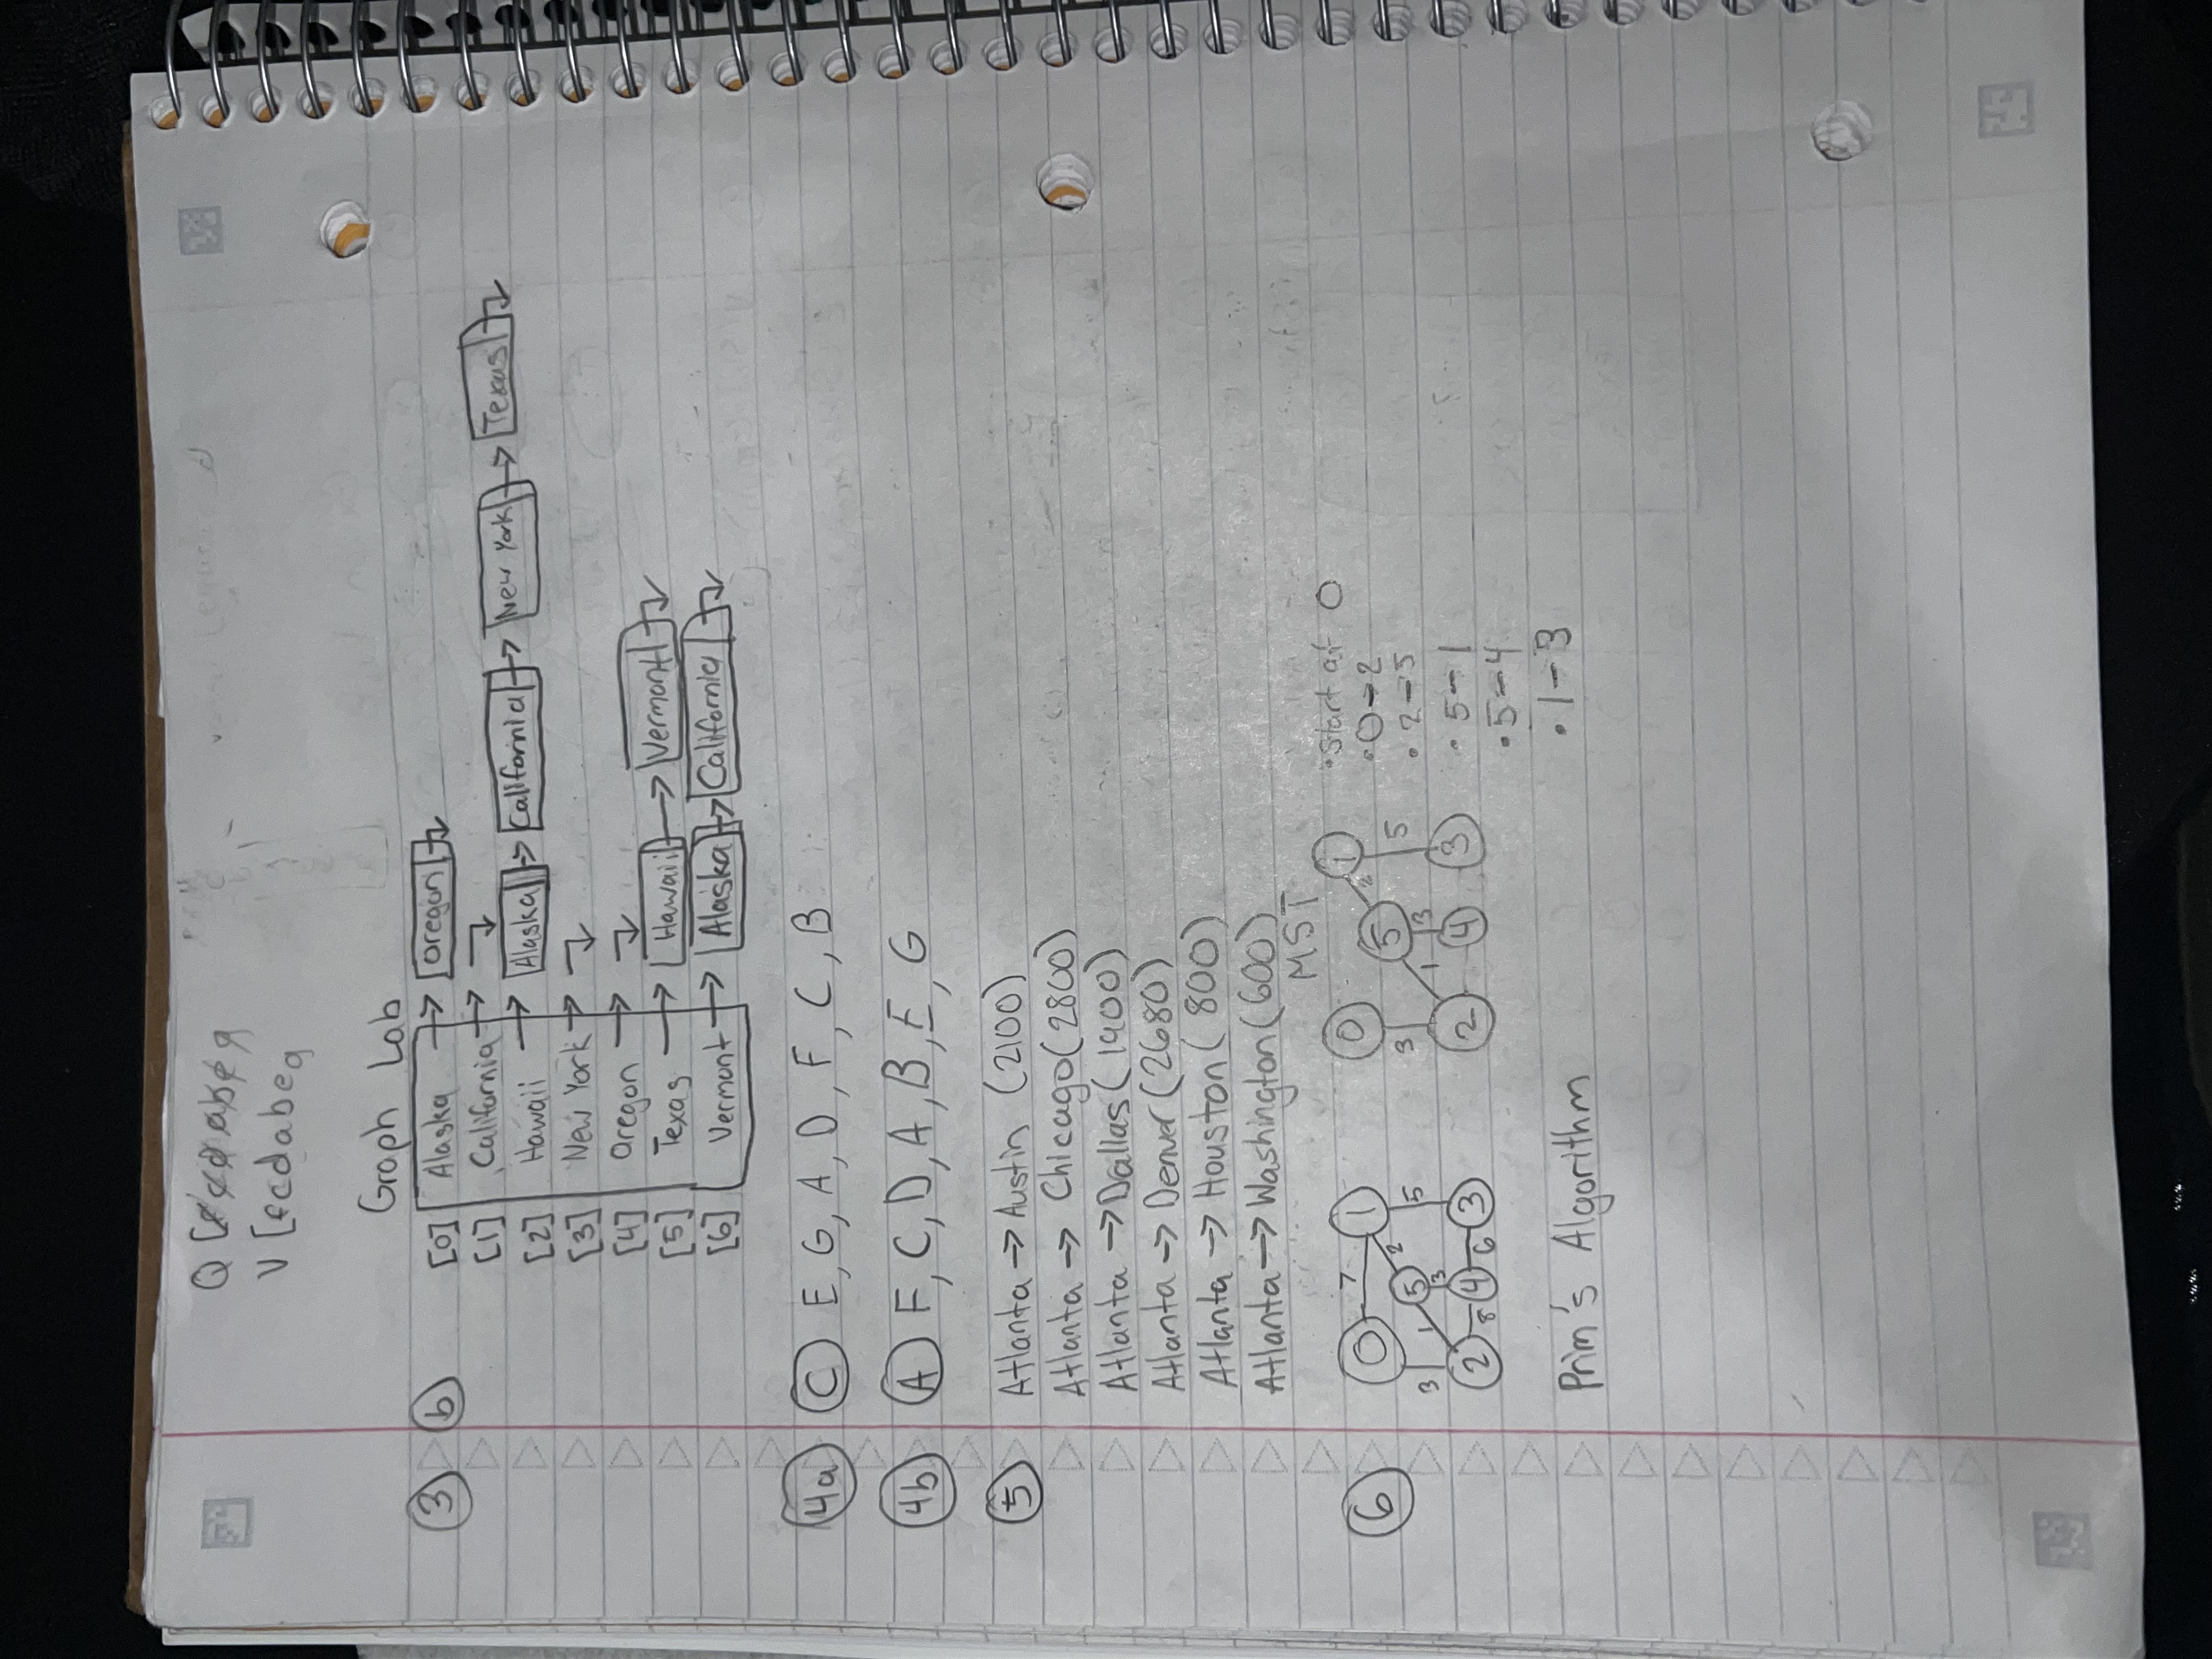 Q [f c d a b e g
V [fcdabeg
Graph Lab
3 b [0] Alaska → Oregon
[1] California →
[2] Hawaii → Alaska → California → New York → Texas
[3] New York →
[4] Oregon →
[5] Texas → Hawaii → Vermont
[6] Vermont → Alaska → California
4a C E, G, A, D, F, C, B
4b A F, C, D, A, B, E, G
5 Atlanta → Austin (2100)
Atlanta → Chicago (2800)
Atlanta → Dallas (1900)
Atlanta → Denver (2680)
Atlanta → Houston (800)
Atlanta → Washington (600)
MST
6 0 7 1 0 1 •Start at 0
5 2 5 2 •0-2
3 1 3 5 3 1 3 5 •2-5
2 8 4 6 3 2 4 3 •5-1
•5-4
•1-3
Prim's Algorithm